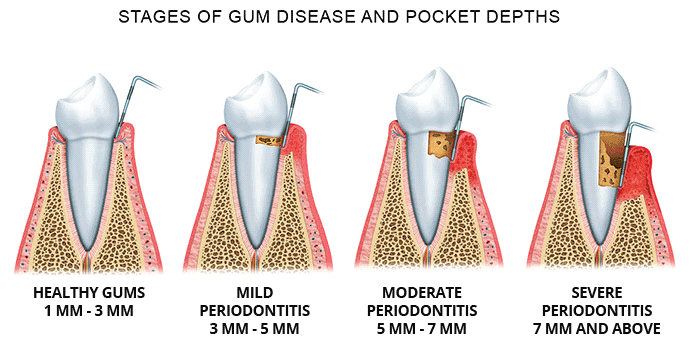 STAGES OF GUM DISEASE AND POCKET DEPTHS
HEALTHY GUMS
1 MM - 3 MM
MILD
PERIODONTITIS
3 MM - 5 MM
MODERATE
PERIODONTITIS
5 MM - 7 MM
SEVERE
PERIODONTITIS
7 MM AND ABOVE